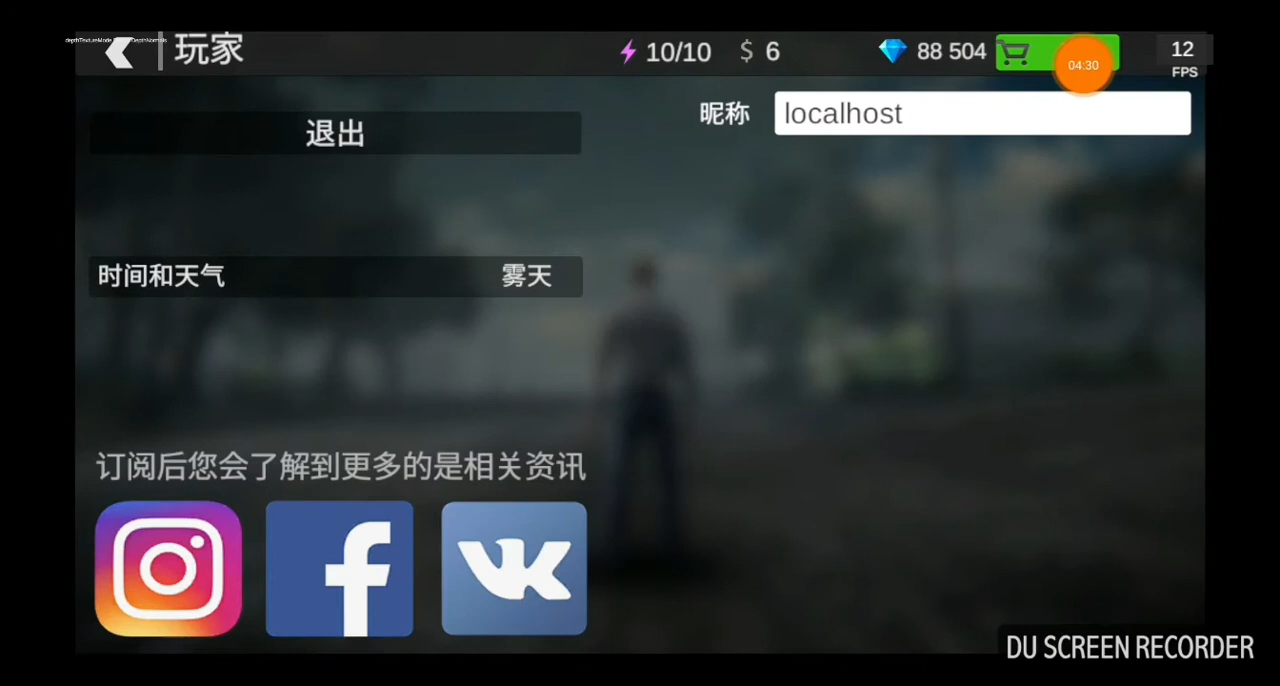 玩家
10/10
$ 6
88 504
04:30
12
FPS
退出
昵称
localhost
时间和天气
雾天
订阅后您会了解到更多的是相关资讯
DU SCREEN RECORDER